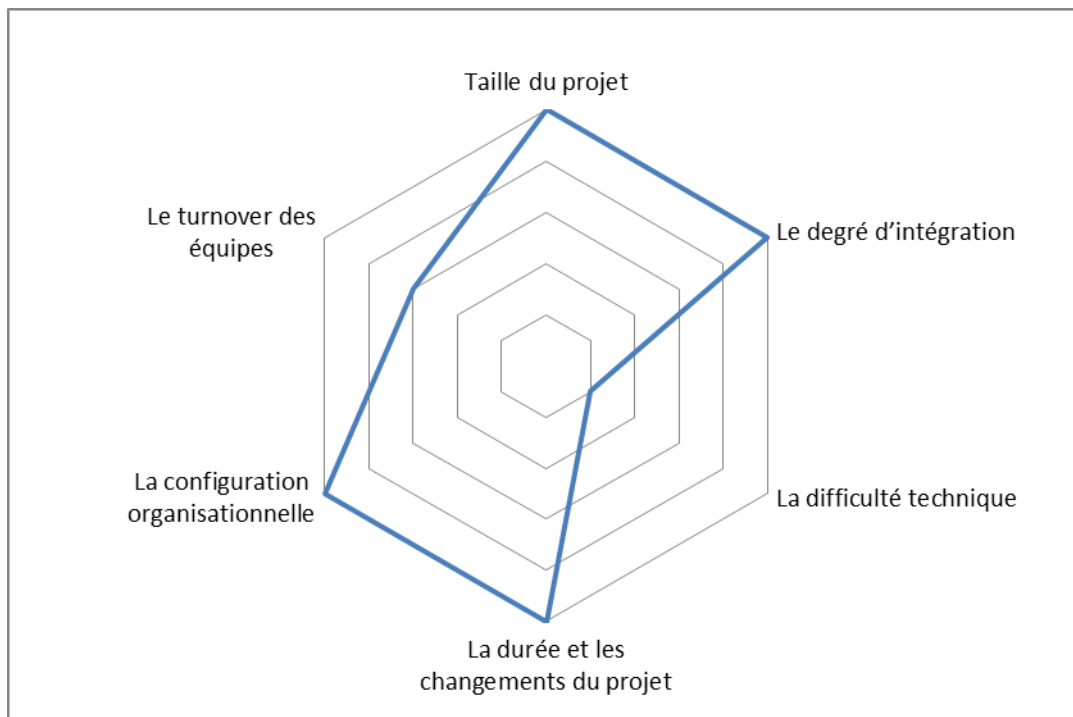 Taille du projet
Le turnover des
équipes
Le degré d’intégration
La configuration
organisationnelle
La difficulté technique
La durée et les
changements du projet